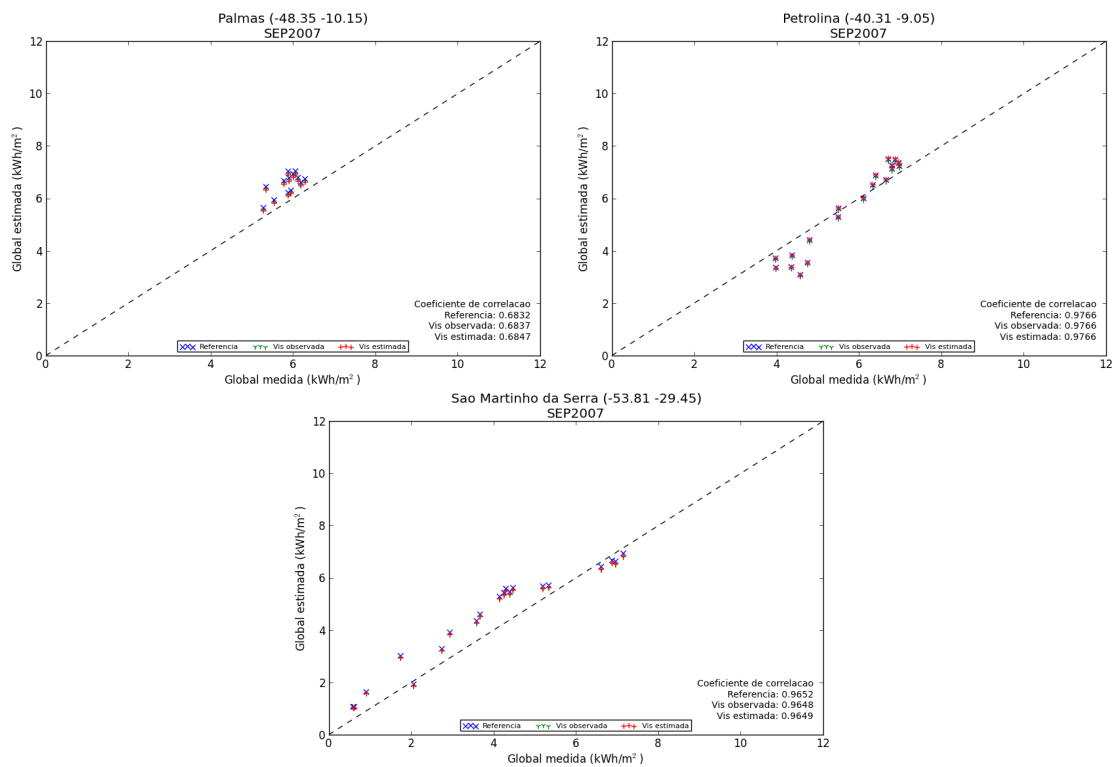 Palmas (-48.35 -10.15)
SEP2007
12
10
8
6
4
2
0
Global estimada (kWh/m²)
Coeficiente de correlacao
Referencia: 0.6832
Vis observada: 0.6837
Vis estimada: 0.6847
Referencia Vis observada Vis estimada
0 2 4 6 8 10 12
Global medida (kWh/m²)
Petrolina (-40.31 -9.05)
SEP2007
12
10
8
6
4
2
0
Global estimada (kWh/m²)
Coeficiente de correlacao
Referencia: 0.9766
Vis observada: 0.9766
Vis estimada: 0.9766
Referencia Vis observada Vis estimada
0 2 4 6 8 10 12
Global medida (kWh/m²)
Sao Martinho da Serra (-53.81 -29.45)
SEP2007
12
10
8
6
4
2
0
Global estimada (kWh/m²)
Coeficiente de correlacao
Referencia: 0.9652
Vis observada: 0.9648
Vis estimada: 0.9649
Referencia Vis observada Vis estimada
0 2 4 6 8 10 12
Global medida (kWh/m²)